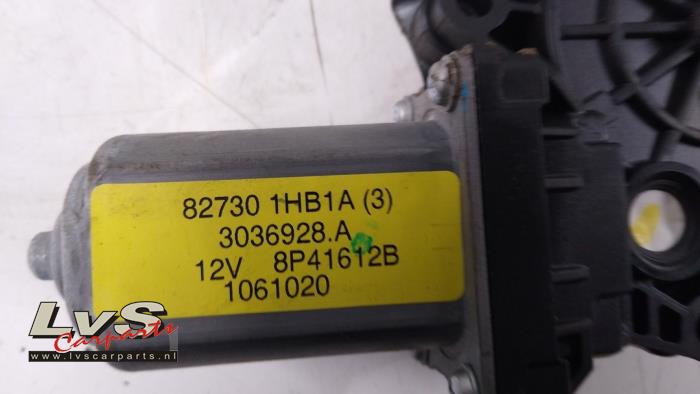 82730 1HB1A (3)
3036928.A
12V 8P41612B
1061020
LvS
Carparts
www.lvscarparts.nl